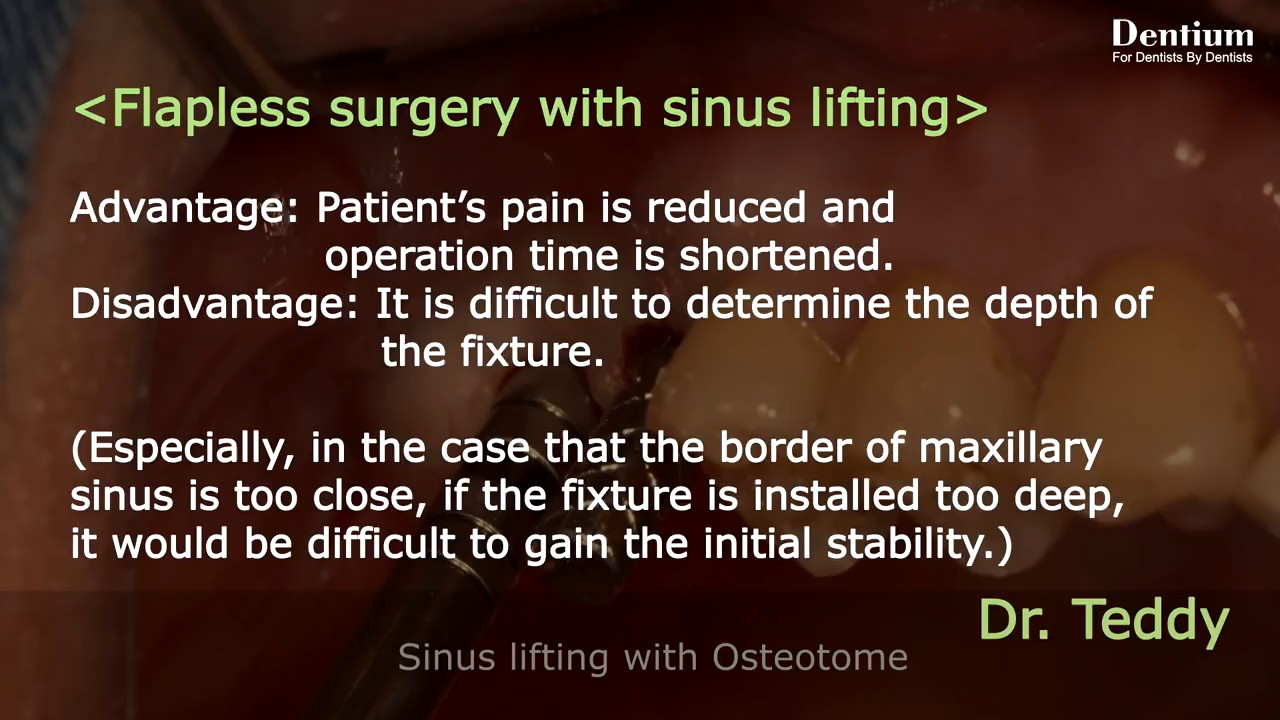 Dentium
For Dentists By Dentists
<Flapless surgery with sinus lifting>
Advantage: Patient’s pain is reduced and
operation time is shortened.
Disadvantage: It is difficult to determine the depth of
the fixture.
(Especially, in the case that the border of maxillary
sinus is too close, if the fixture is installed too deep,
it would be difficult to gain the initial stability.)
Dr. Teddy
Sinus lifting with Osteotome